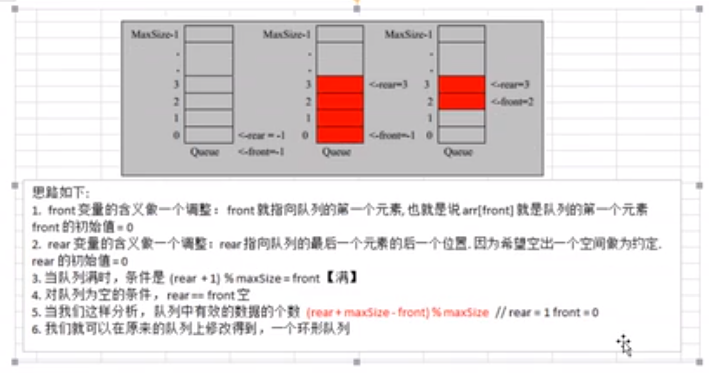 MaxSize-1 MaxSize-1 MaxSize-1
3 3 <-rear=3 3 <-rear=3
2 2 2 <-front=2
1 1 1
0 <-rear = -1 0 <-front=-1 0
Queue <-front=-1 Queue Queue
思路如下:
1. front 变量的含义做一个调整： front 就指向队列的第一个元素, 也就是说 arr[front] 就是队列的第一个元素
front 的初始值 = 0
2. rear 变量的含义做一个调整：rear 指向队列的最后一个元素的后一个位置. 因为希望空出一个空间做为约定.
rear 的初始值 = 0
3. 当队列满时，条件是 (rear + 1) % maxSize = front【满】
4. 对队列为空的条件，rear == front 空
5. 当我们这样分析，队列中有效的数据的个数 (rear + maxSize - front) % maxSize // rear = 1 front = 0
6. 我们就可以在原来的队列上修改得到，一个环形队列